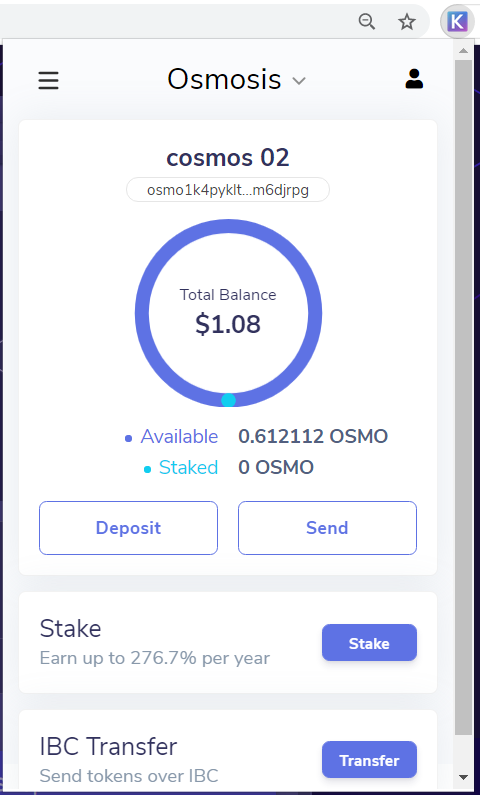 K
Osmosis
cosmos 02
osmo1k4pyklt...m6djrpg
Total Balance
$1.08
Available 0.612112 OSMO
Staked 0 OSMO
Deposit Send
Stake
Earn up to 276.7% per year
Stake
IBC Transfer
Send tokens over IBC
Transfer